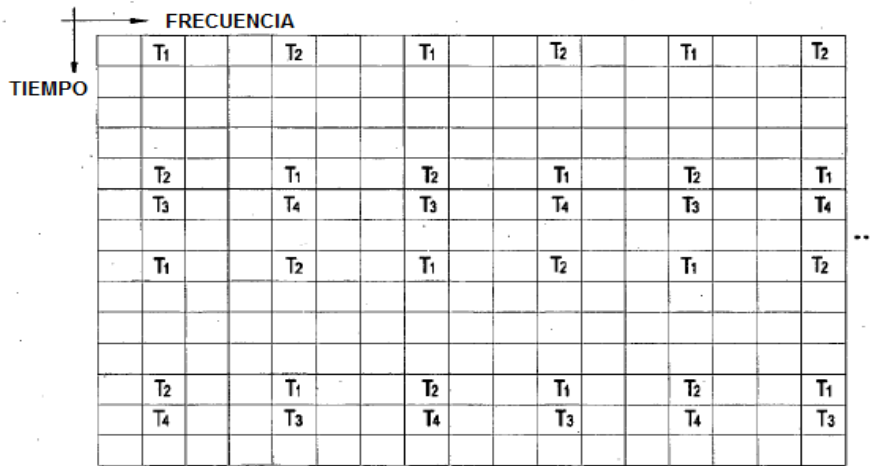 FRECUENCIA
TIEMPO
T1 T2 T1 T2 T1 T2
T2 T1 T2 T1 T2 T1
T3 T4 T3 T4 T3 T4
T1 T2 T1 T2 T1 T2
T2 T1 T2 T1 T2 T1
T4 T3 T4 T3 T4 T3